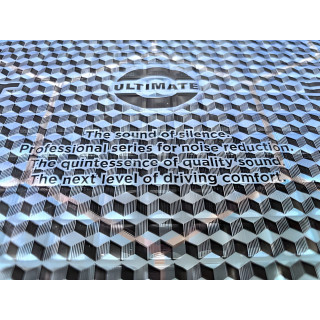 ULTIMATE
The sound of silence.
Professional series for noise reduction.
The quintessence of quality sound.
The next level of driving comfort.